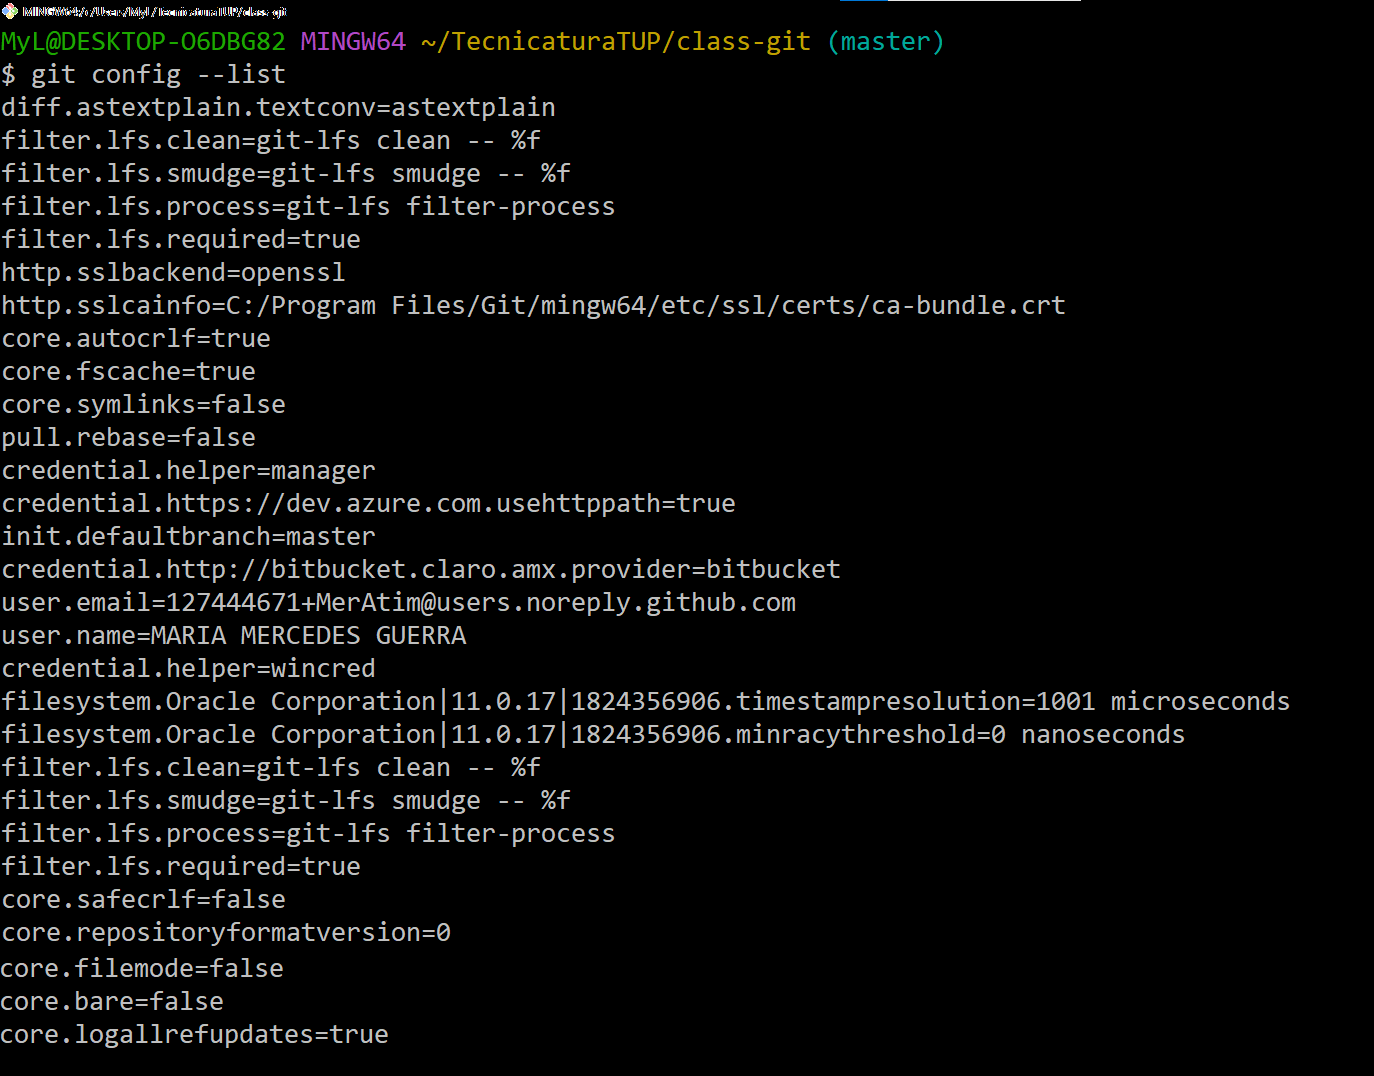 MINGW64:/c/Users/MyL/TecnicaturaTUP/class-git
MyL@DESKTOP-O6DBG82 MINGW64 ~/TecnicaturaTUP/class-git (master)
$ git config --list
diff.astextplain.textconv=astextplain
filter.lfs.clean=git-lfs clean -- %f
filter.lfs.smudge=git-lfs smudge -- %f
filter.lfs.process=git-lfs filter-process
filter.lfs.required=true
http.sslbackend=openssl
http.sslcainfo=C:/Program Files/Git/mingw64/etc/ssl/certs/ca-bundle.crt
core.autocrlf=true
core.fscache=true
core.symlinks=false
pull.rebase=false
credential.helper=manager
credential.https://dev.azure.com.usehttppath=true
init.defaultbranch=master
credential.http://bitbucket.claro.amx.provider=bitbucket
user.email=127444671+MerAtim@users.noreply.github.com
user.name=MARIA MERCEDES GUERRA
credential.helper=wincred
filesystem.Oracle Corporation|11.0.17|1824356906.timestampresolution=1001 microseconds
filesystem.Oracle Corporation|11.0.17|1824356906.minracythreshold=0 nanoseconds
filter.lfs.clean=git-lfs clean -- %f
filter.lfs.smudge=git-lfs smudge -- %f
filter.lfs.process=git-lfs filter-process
filter.lfs.required=true
core.safecrlf=false
core.repositoryformatversion=0
core.filemode=false
core.bare=false
core.logallrefupdates=true